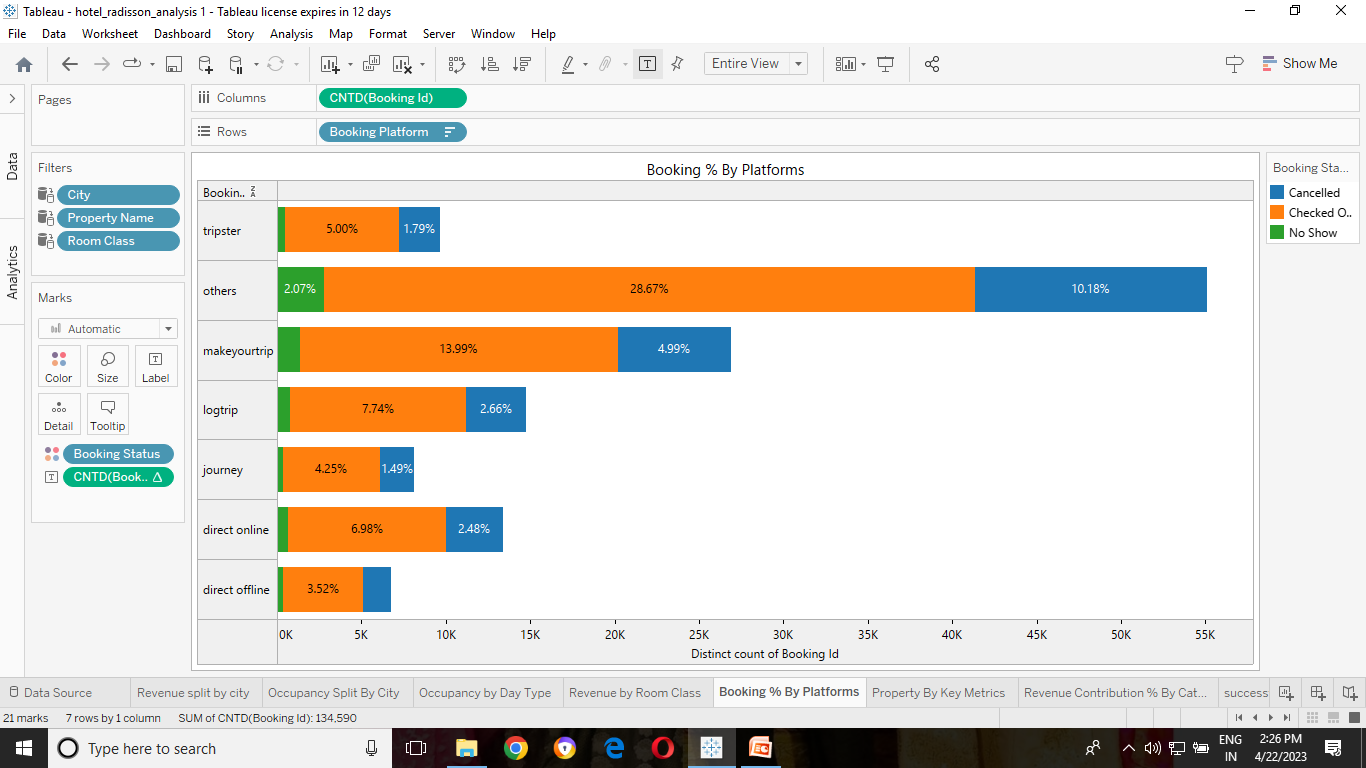 Tableau - hotel_radisson_analysis 1 - Tableau license expires in 12 days
File Data Worksheet Dashboard Story Analysis Map Format Server Window Help
Entire View
Show Me
Pages
Columns
CNTD(Booking Id)
Rows
Booking Platform
Data
Analytics
Filters
City
Property Name
Room Class
Marks
Automatic
Color Size Label
Detail Tooltip
Booking Status
CNTD(Book.. Δ
Booking % By Platforms
Bookin..
tripster 5.00% 1.79%
others 2.07% 28.67% 10.18%
makeyourtrip 13.99% 4.99%
logtrip 7.74% 2.66%
journey 4.25% 1.49%
direct online 6.98% 2.48%
direct offline 3.52%
0K 5K 10K 15K 20K 25K 30K 35K 40K 45K 50K 55K
Distinct count of Booking Id
Booking Sta...
Cancelled
Checked O..
No Show
Data Source Revenue split by city Occupancy Split By City Occupancy by Day Type Revenue by Room Class Booking % By Platforms Property By Key Metrics Revenue Contribution % By Cat... success
21 marks 7 rows by 1 column SUM of CNTD(Booking Id): 134,590
Type here to search
ENG
IN
2:26 PM
4/22/2023